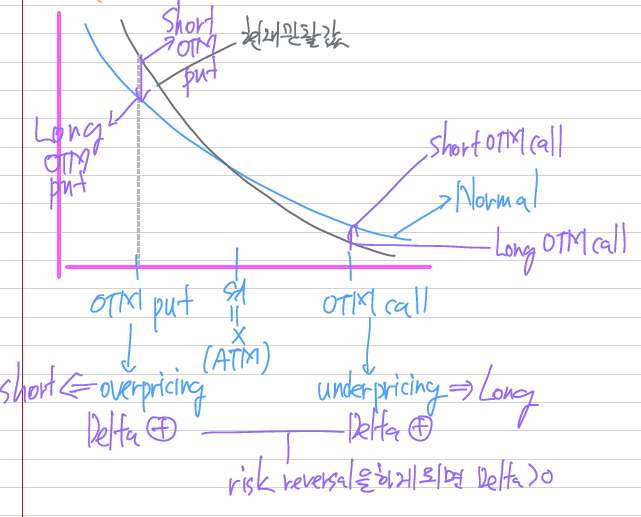 Short
OTM
put
현재관찰값
Long
OTM
put
short OTM call
Normal
Long OTM call
OTM put
St
=
X
(ATM)
OTM call
short ⇐ overpricing
underpricing ⇒ Long
Delta ⊕
Delta ⊕
risk reversal을하게되면 Delta>0